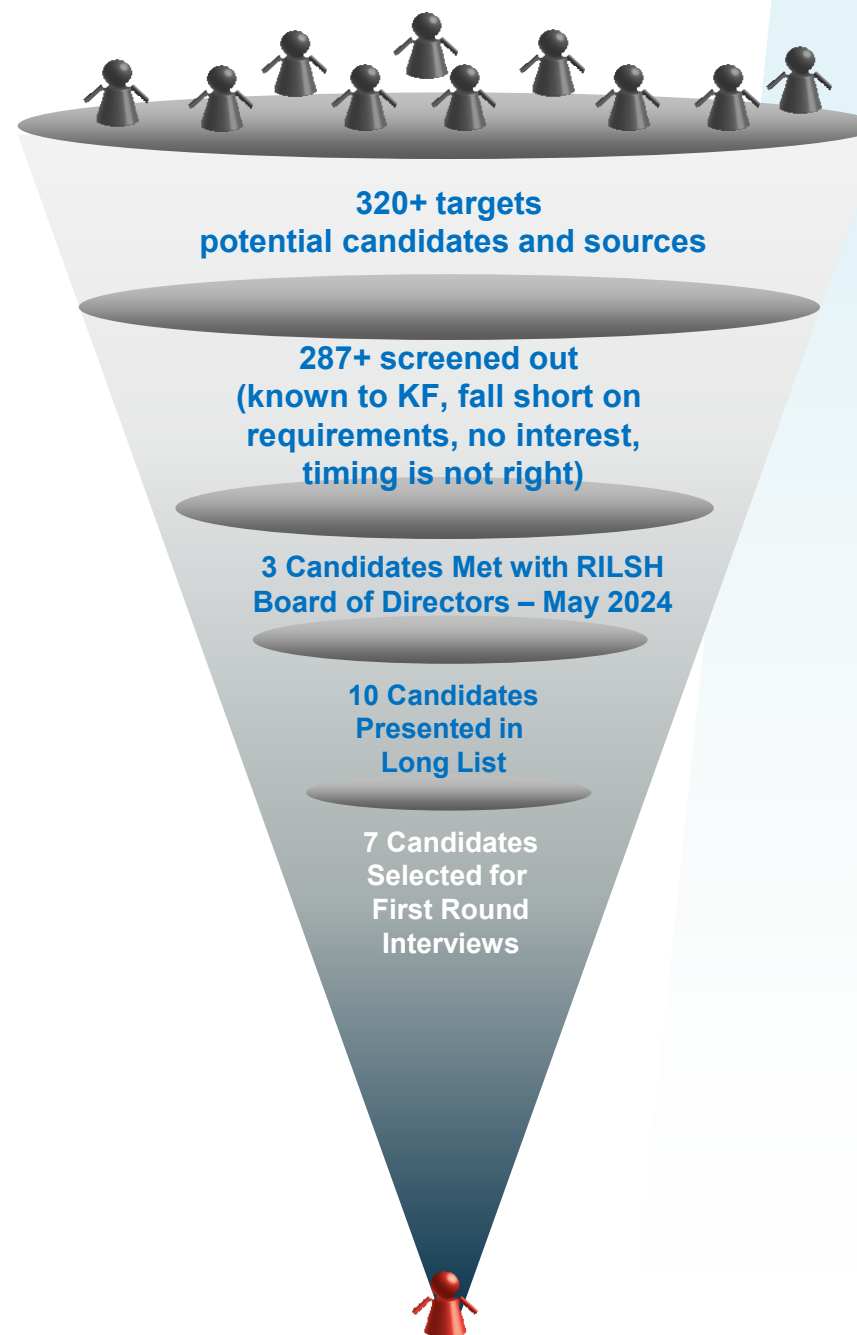 320+ targets
potential candidates and sources
287+ screened out
(known to KF, fall short on
requirements, no interest,
timing is not right)
3 Candidates Met with RILSH
Board of Directors – May 2024
10 Candidates
Presented in
Long List
7 Candidates
Selected for
First Round
Interviews